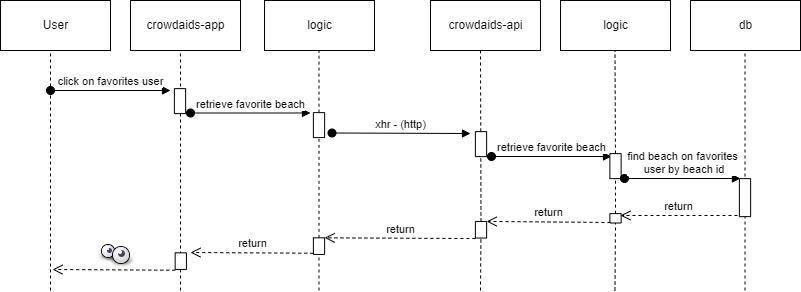 User
crowdaids-app
logic
crowdaids-api
logic
db
click on favorites user
retrieve favorite beach
xhr - (http)
retrieve favorite beach
find beach on favorites
user by beach id
return
return
return
return